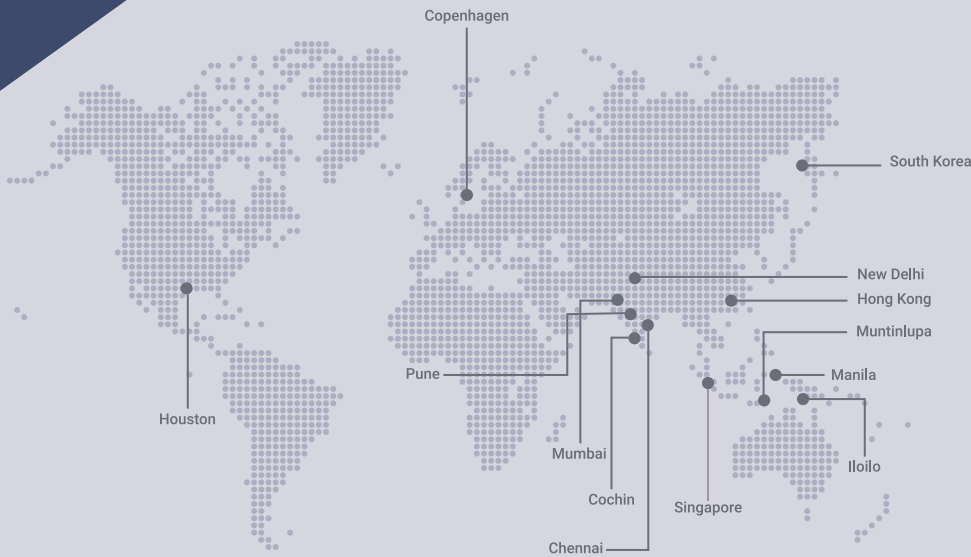 Copenhagen
South Korea
New Delhi
Hong Kong
Muntinlupa
Pune
Manila
Houston
Mumbai
Iloilo
Cochin
Singapore
Chennai